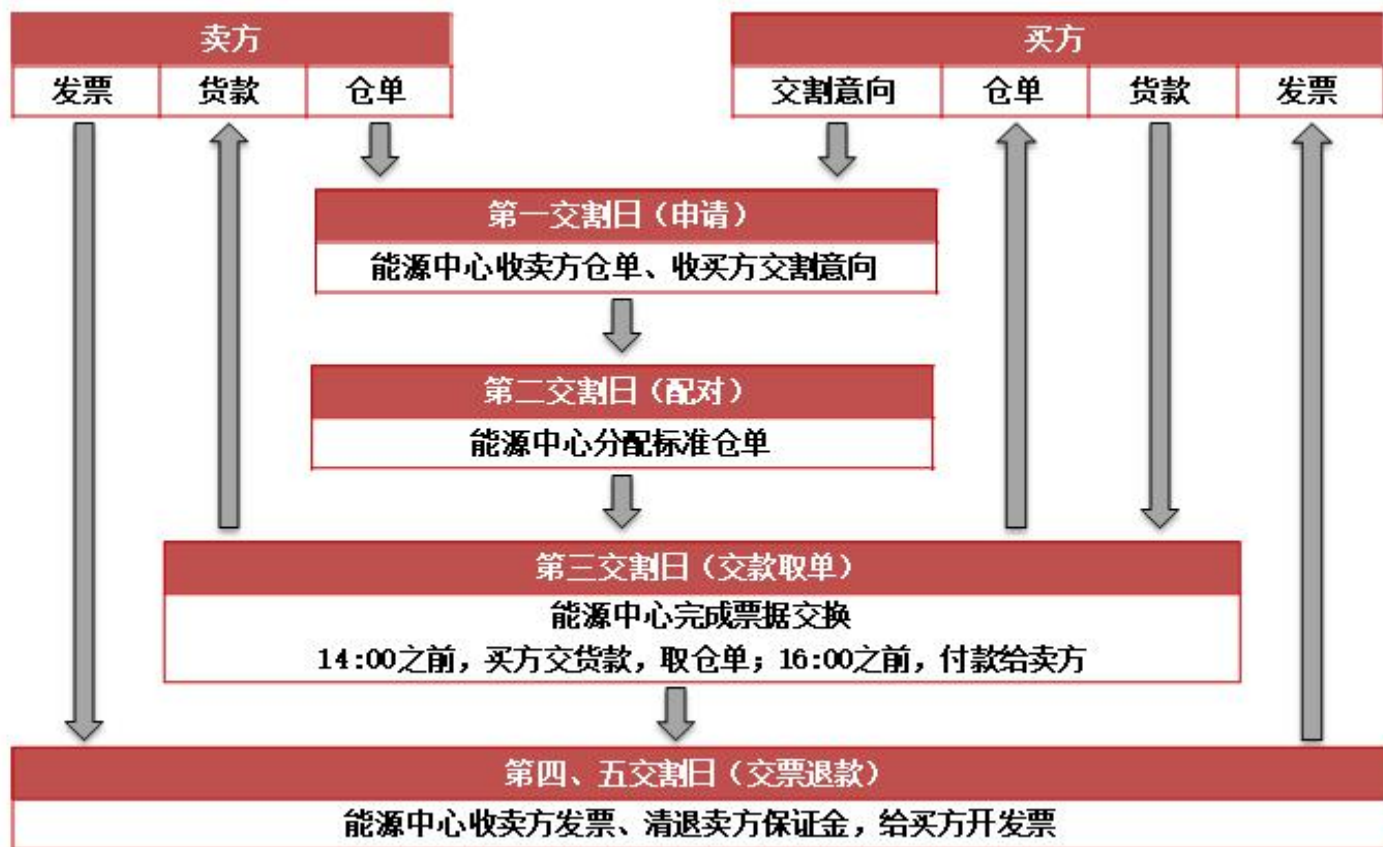 卖方
买方
发票 货款 仓单
交割意向 仓单 货款 发票
第一交割日（申请）
能源中心收卖方仓单、收买方交割意向
第二交割日（配对）
能源中心分配标准仓单
第三交割日（交款取单）
能源中心完成票据交换
14:00之前，买方交货款，取仓单；16:00之前，付款给卖方
第四、五交割日（交票退款）
能源中心收卖方发票、清退卖方保证金，给买方开发票